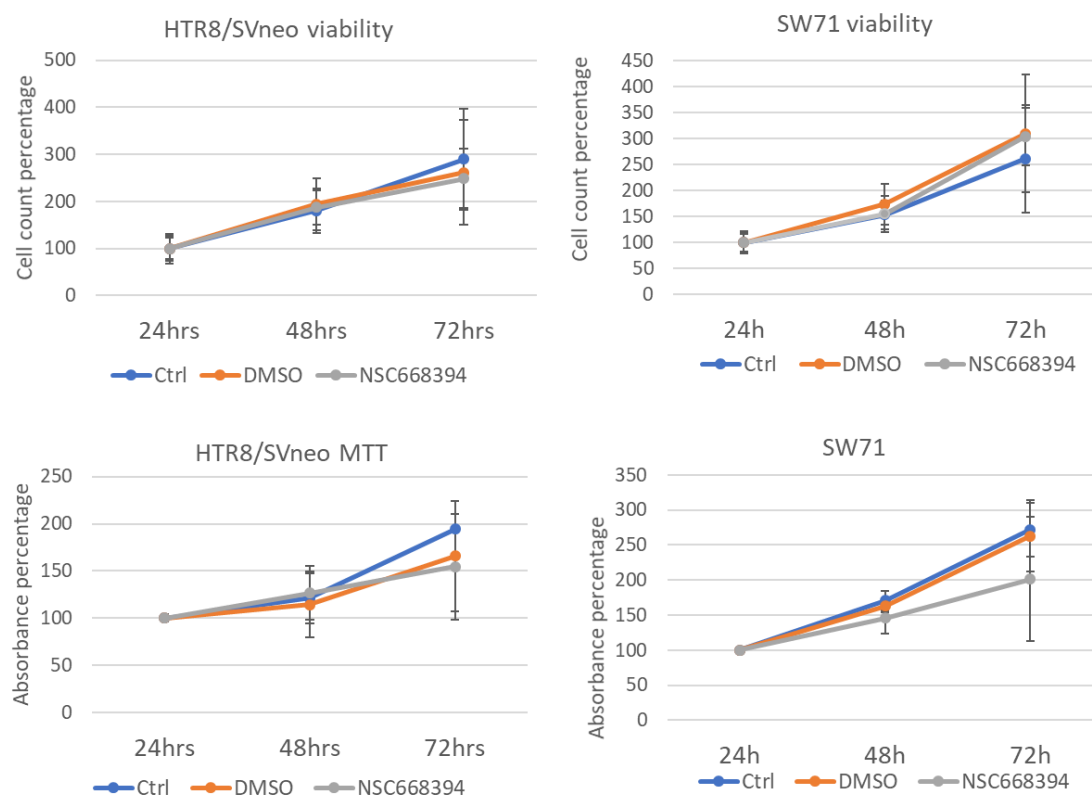 HTR8/SVneo viability
Cell count percentage
500
400
300
200
100
0
24hrs 48hrs 72hrs
Ctrl DMSO NSC668394
SW71 viability
Cell count percentage
450
400
350
300
250
200
150
100
50
0
24h 48h 72h
Ctrl DMSO NSC668394
HTR8/SVneo MTT
Absorbance percentage
250
200
150
100
50
0
24hrs 48hrs 72hrs
Ctrl DMSO NSC668394
SW71
Absorbance percentage
350
300
250
200
150
100
50
0
24h 48h 72h
Ctrl DMSO NSC668394